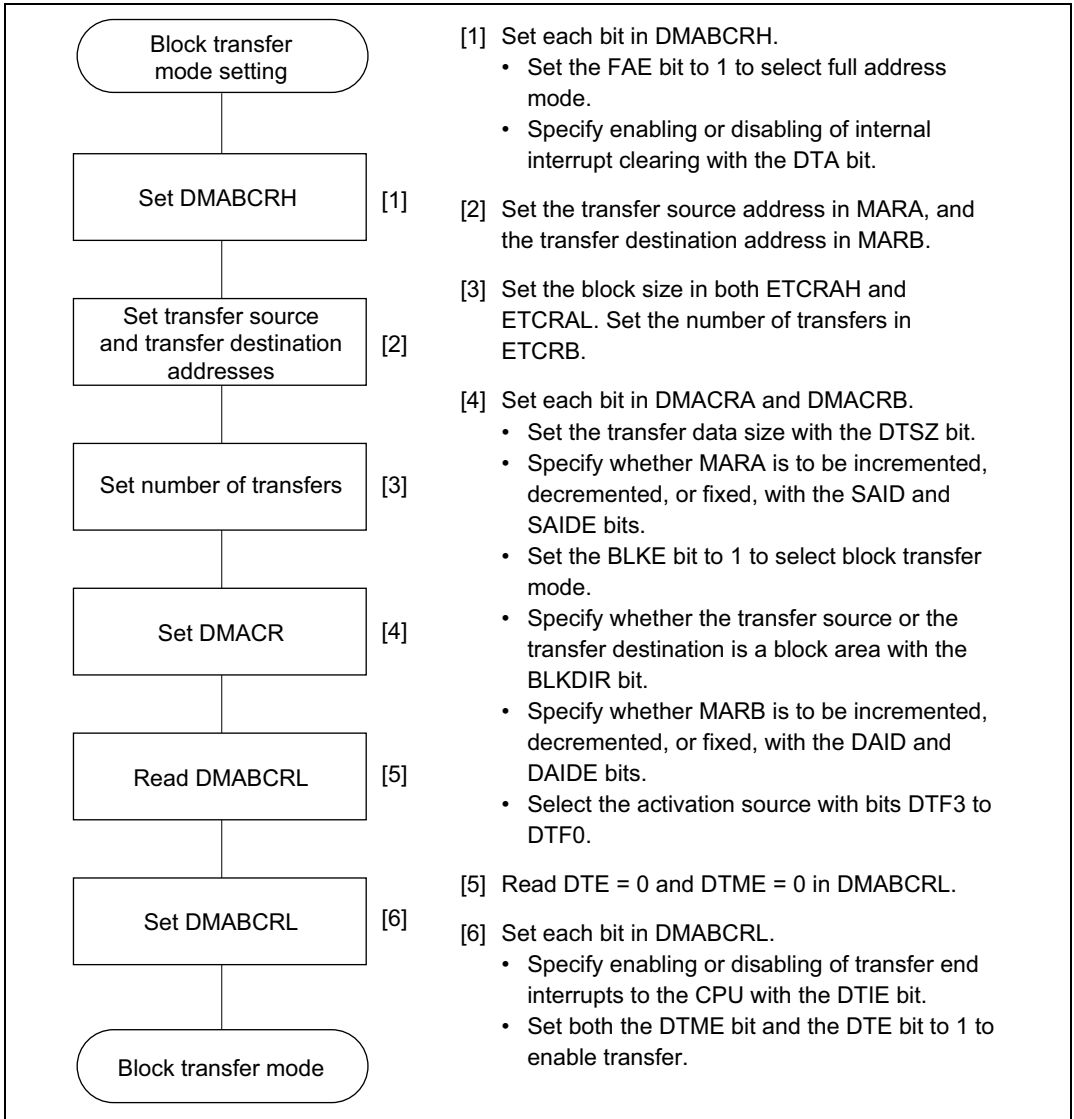 Block transfer
mode setting
Set DMABCRH
[1]
Set transfer source
and transfer destination
addresses
[2]
Set number of transfers
[3]
Set DMACR
[4]
Read DMABCRL
[5]
Set DMABCRL
[6]
Block transfer mode
[1] Set each bit in DMABCRH.
• Set the FAE bit to 1 to select full address
mode.
• Specify enabling or disabling of internal
interrupt clearing with the DTA bit.
[2] Set the transfer source address in MARA, and
the transfer destination address in MARB.
[3] Set the block size in both ETCRAH and
ETCRAL. Set the number of transfers in
ETCRB.
[4] Set each bit in DMACRA and DMACRB.
• Set the transfer data size with the DTSZ bit.
• Specify whether MARA is to be incremented,
decremented, or fixed, with the SAID and
SAIDE bits.
• Set the BLKE bit to 1 to select block transfer
mode.
• Specify whether the transfer source or the
transfer destination is a block area with the
BLKDIR bit.
• Specify whether MARB is to be incremented,
decremented, or fixed, with the DAID and
DAIDE bits.
• Select the activation source with bits DTF3 to
DTF0.
[5] Read DTE = 0 and DTME = 0 in DMABCRL.
[6] Set each bit in DMABCRL.
• Specify enabling or disabling of transfer end
interrupts to the CPU with the DTIE bit.
• Set both the DTME bit and the DTE bit to 1 to
enable transfer.